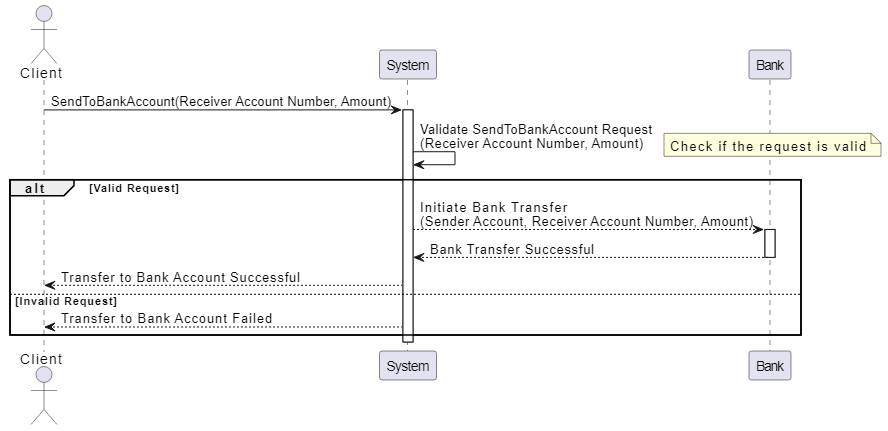 Client
System
Bank
SendToBankAccount(Receiver Account Number, Amount)
Validate SendToBankAccount Request
(Receiver Account Number, Amount)
Check if the request is valid
alt
[Valid Request]
Initiate Bank Transfer
(Sender Account, Receiver Account Number, Amount)
Bank Transfer Successful
Transfer to Bank Account Successful
[Invalid Request]
Transfer to Bank Account Failed
Client
System
Bank